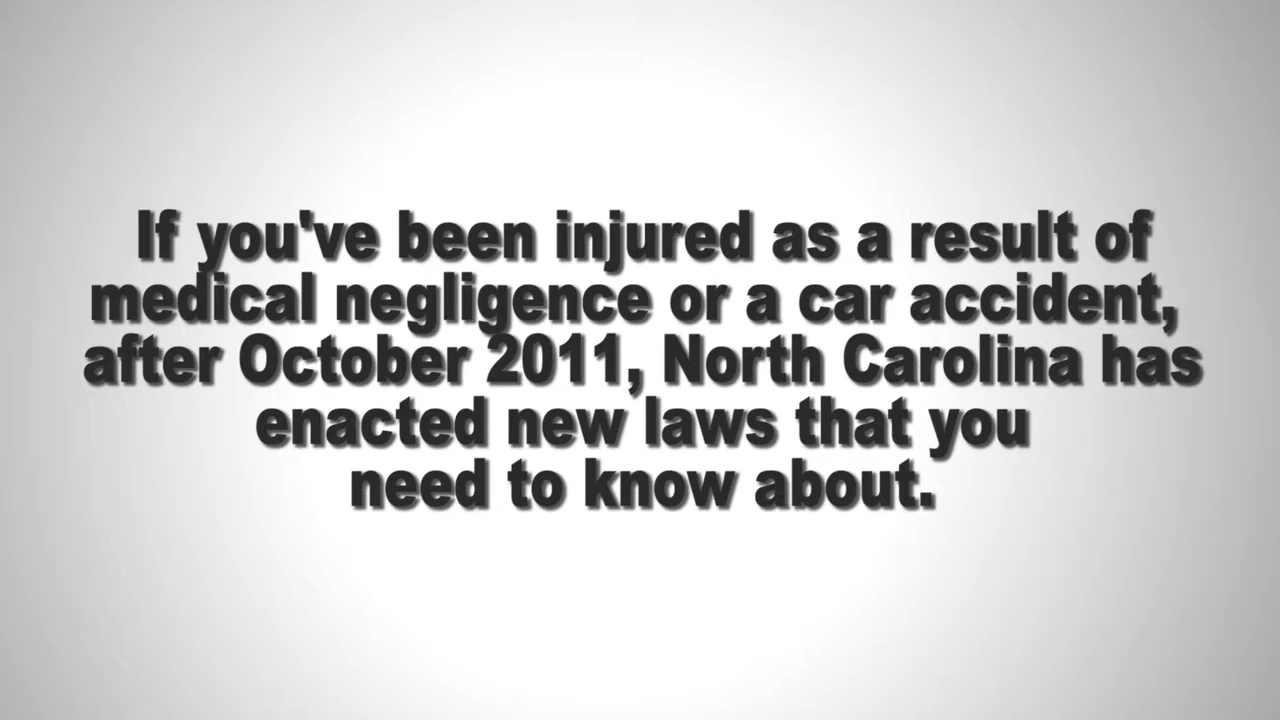 If you've been injured as a result of
medical negligence or a car accident,
after October 2011, North Carolina has
enacted new laws that you
need to know about.